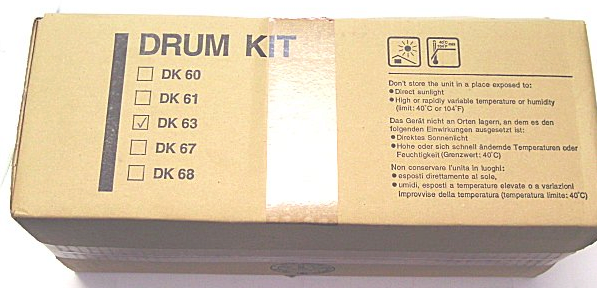 DRUM KIT
DK 60
DK 61
DK 63
DK 67
DK 68
40°C
104°F MAX
Don't store the unit in a place exposed to:
●Direct sunlight
●High or rapidly variable temperature or humidity
(limit: 40°C or 104°F)
Das Gerät nicht an Orten lagern, an dem es den
folgenden Einwirkungen ausgesetzt ist:
●Direktes Sonnenlicht
●Hohe oder sich schnell ändernde Temperaturen oder
Feuchtigkeit (Grenzwert: 40°C)
Non conservare l'unita in luoghi:
●esposti direttamente al sole,
●umidi, esposti a temperature elevate o a variazioni
improvvise della temperatura (temperatura limite: 40°C)